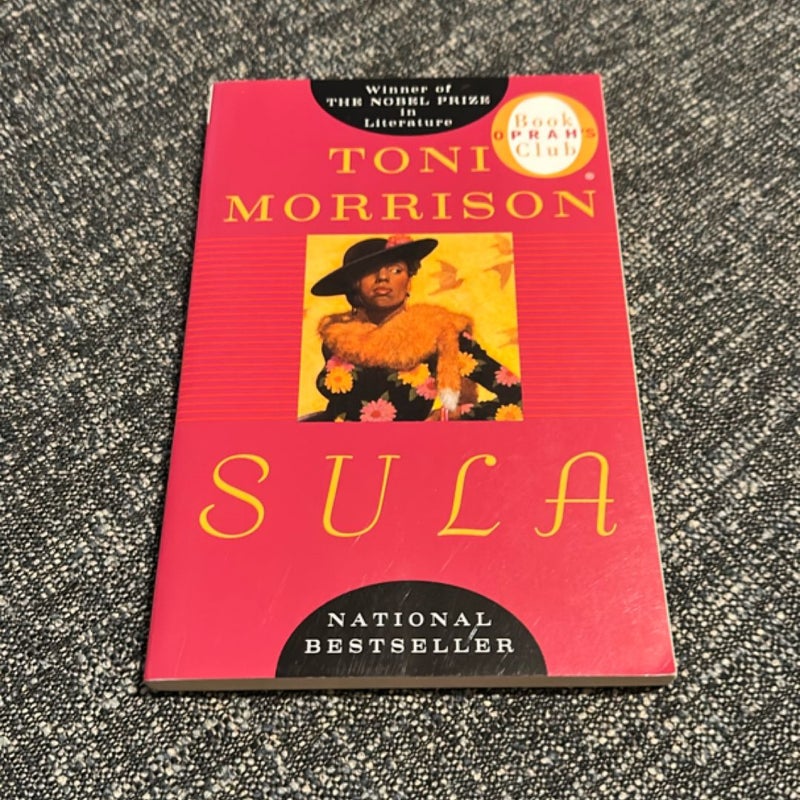 Winner of
THE NOBEL PRIZE
in
Literature
Book
OPRAH'S
Club
®
TONI
MORRISON
SULA
NATIONAL
BESTSELLER